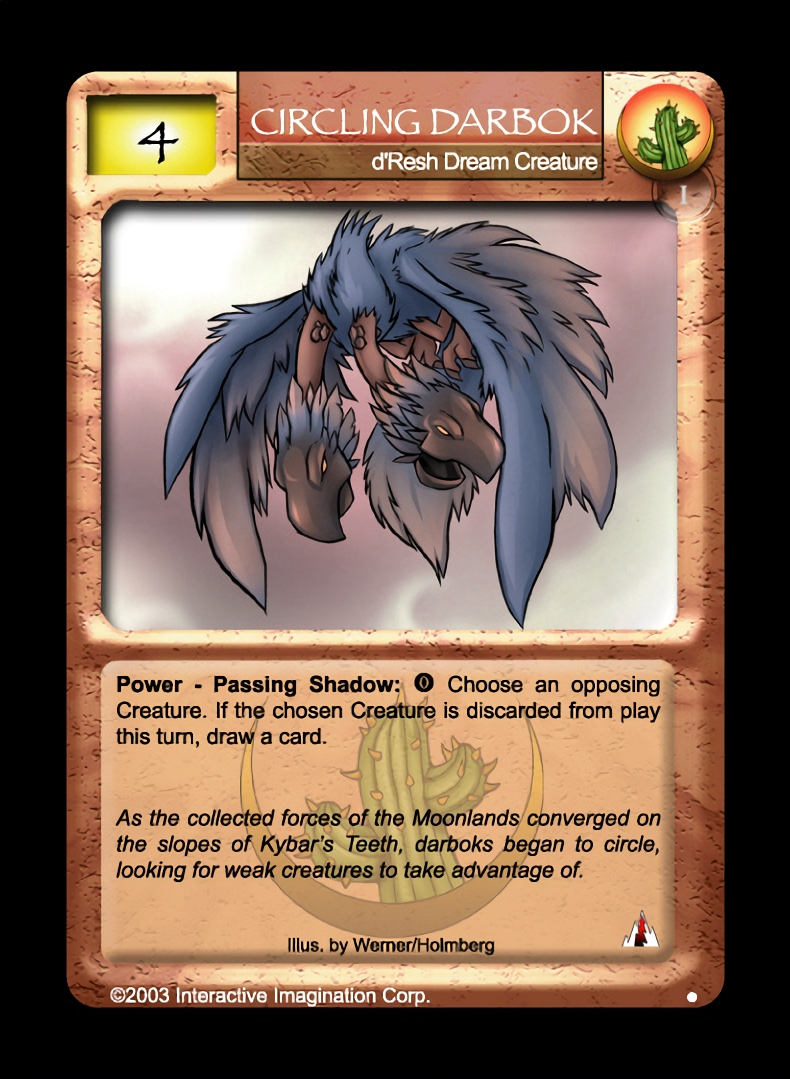 4
CIRCLING DARBOK
d'Resh Dream Creature
I
Power - Passing Shadow: 0 Choose an opposing
Creature. If the chosen Creature is discarded from play
this turn, draw a card.
As the collected forces of the Moonlands converged on
the slopes of Kybar's Teeth, darboks began to circle,
looking for weak creatures to take advantage of.
Illus. by Werner/Holmberg
©2003 Interactive Imagination Corp.